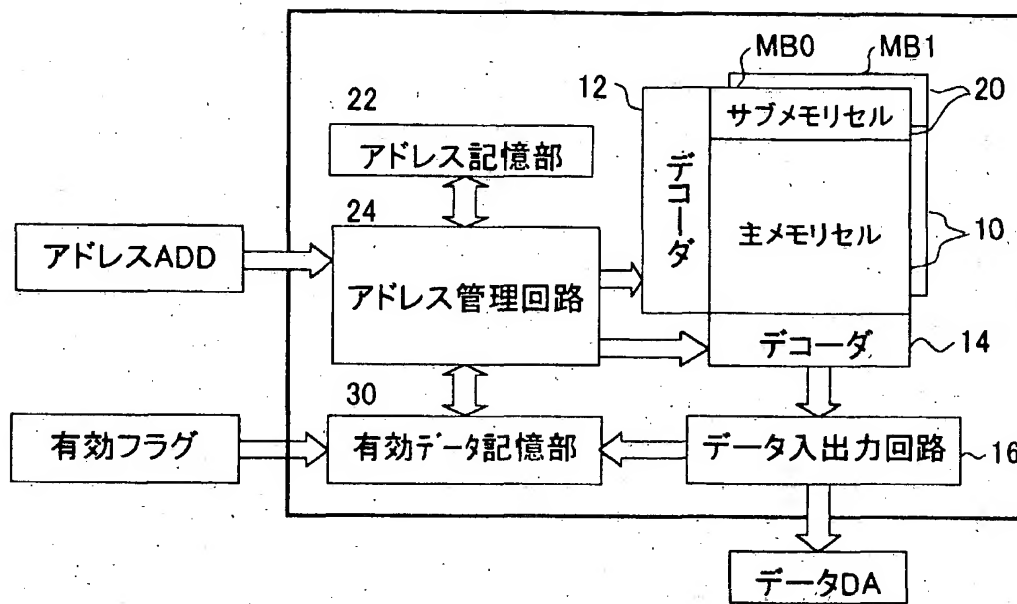 MB0
MB1
12
20
サブメモリセル
22
アドレス記憶部
デコーダ
24
主メモリセル
10
アドレスADD
アドレス管理回路
デコーダ
14
30
有効フラグ
有効データ記憶部
データ入出力回路
16
データDA